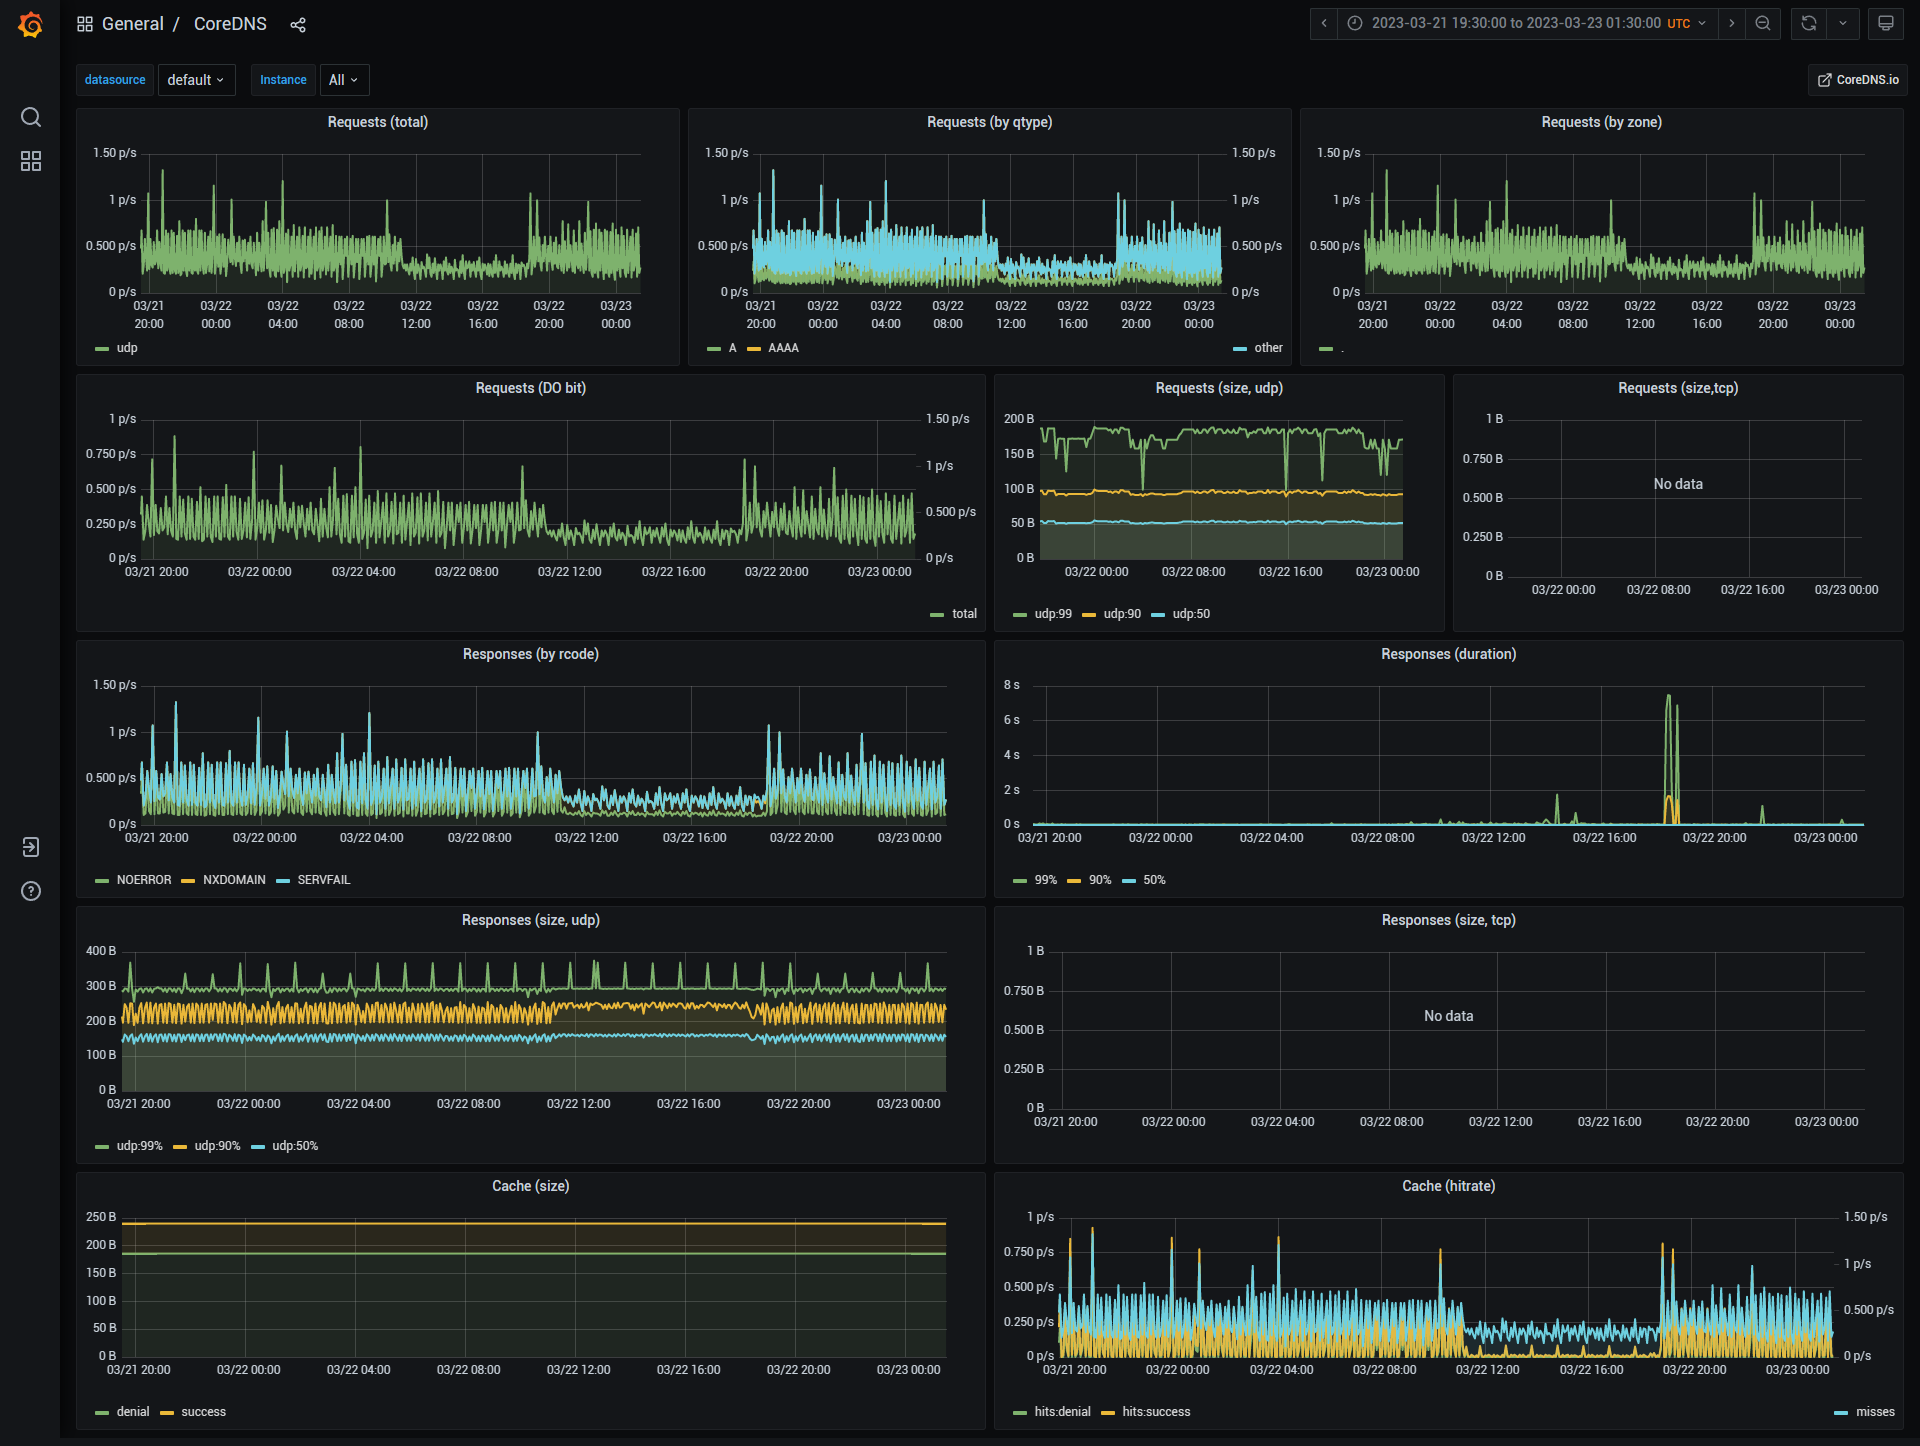 General / CoreDNS
2023-03-21 19:30:00 to 2023-03-23 01:30:00 UTC
datasource default Instance All CoreDNS.io
Requests (total)
1.50 p/s
1 p/s
0.500 p/s
0 p/s
03/21 03/22 03/22 03/22 03/22 03/22 03/22 03/23
20:00 00:00 04:00 08:00 12:00 16:00 20:00 00:00
udp
Requests (by qtype)
1.50 p/s 1.50 p/s
1 p/s 1 p/s
0.500 p/s 0.500 p/s
0 p/s 0 p/s
03/21 03/22 03/22 03/22 03/22 03/22 03/22 03/23
20:00 00:00 04:00 08:00 12:00 16:00 20:00 00:00
A AAAA other
Requests (by zone)
1.50 p/s
1 p/s
0.500 p/s
0 p/s
03/21 03/22 03/22 03/22 03/22 03/22 03/22 03/23
20:00 00:00 04:00 08:00 12:00 16:00 20:00 00:00
.
Requests (DO bit)
1 p/s 1.50 p/s
0.750 p/s
1 p/s
0.500 p/s
0.500 p/s
0.250 p/s
0 p/s 0 p/s
03/21 20:00 03/22 00:00 03/22 04:00 03/22 08:00 03/22 12:00 03/22 16:00 03/22 20:00 03/23 00:00
total
Requests (size, udp)
200 B
150 B
100 B
50 B
0 B
03/22 00:00 03/22 08:00 03/22 16:00 03/23 00:00
udp:99 udp:90 udp:50
Requests (size,tcp)
1 B
0.750 B
No data
0.500 B
0.250 B
0 B
03/22 00:00 03/22 08:00 03/22 16:00 03/23 00:00
Responses (by rcode)
1.50 p/s
1 p/s
0.500 p/s
0 p/s
03/21 20:00 03/22 00:00 03/22 04:00 03/22 08:00 03/22 12:00 03/22 16:00 03/22 20:00 03/23 00:00
NOERROR NXDOMAIN SERVFAIL
Responses (duration)
8 s
6 s
4 s
2 s
0 s
03/21 20:00 03/22 00:00 03/22 04:00 03/22 08:00 03/22 12:00 03/22 16:00 03/22 20:00 03/23 00:00
99% 90% 50%
Responses (size, udp)
400 B
300 B
200 B
100 B
0 B
03/21 20:00 03/22 00:00 03/22 04:00 03/22 08:00 03/22 12:00 03/22 16:00 03/22 20:00 03/23 00:00
udp:99% udp:90% udp:50%
Responses (size, tcp)
1 B
0.750 B
No data
0.500 B
0.250 B
0 B
03/21 20:00 03/22 00:00 03/22 04:00 03/22 08:00 03/22 12:00 03/22 16:00 03/22 20:00 03/23 00:00
Cache (size)
250 B
200 B
150 B
100 B
50 B
0 B
03/21 20:00 03/22 00:00 03/22 04:00 03/22 08:00 03/22 12:00 03/22 16:00 03/22 20:00 03/23 00:00
denial success
Cache (hitrate)
1 p/s 1.50 p/s
0.750 p/s
1 p/s
0.500 p/s
0.500 p/s
0.250 p/s
0 p/s 0 p/s
03/21 20:00 03/22 00:00 03/22 04:00 03/22 08:00 03/22 12:00 03/22 16:00 03/22 20:00 03/23 00:00
hits:denial hits:success misses